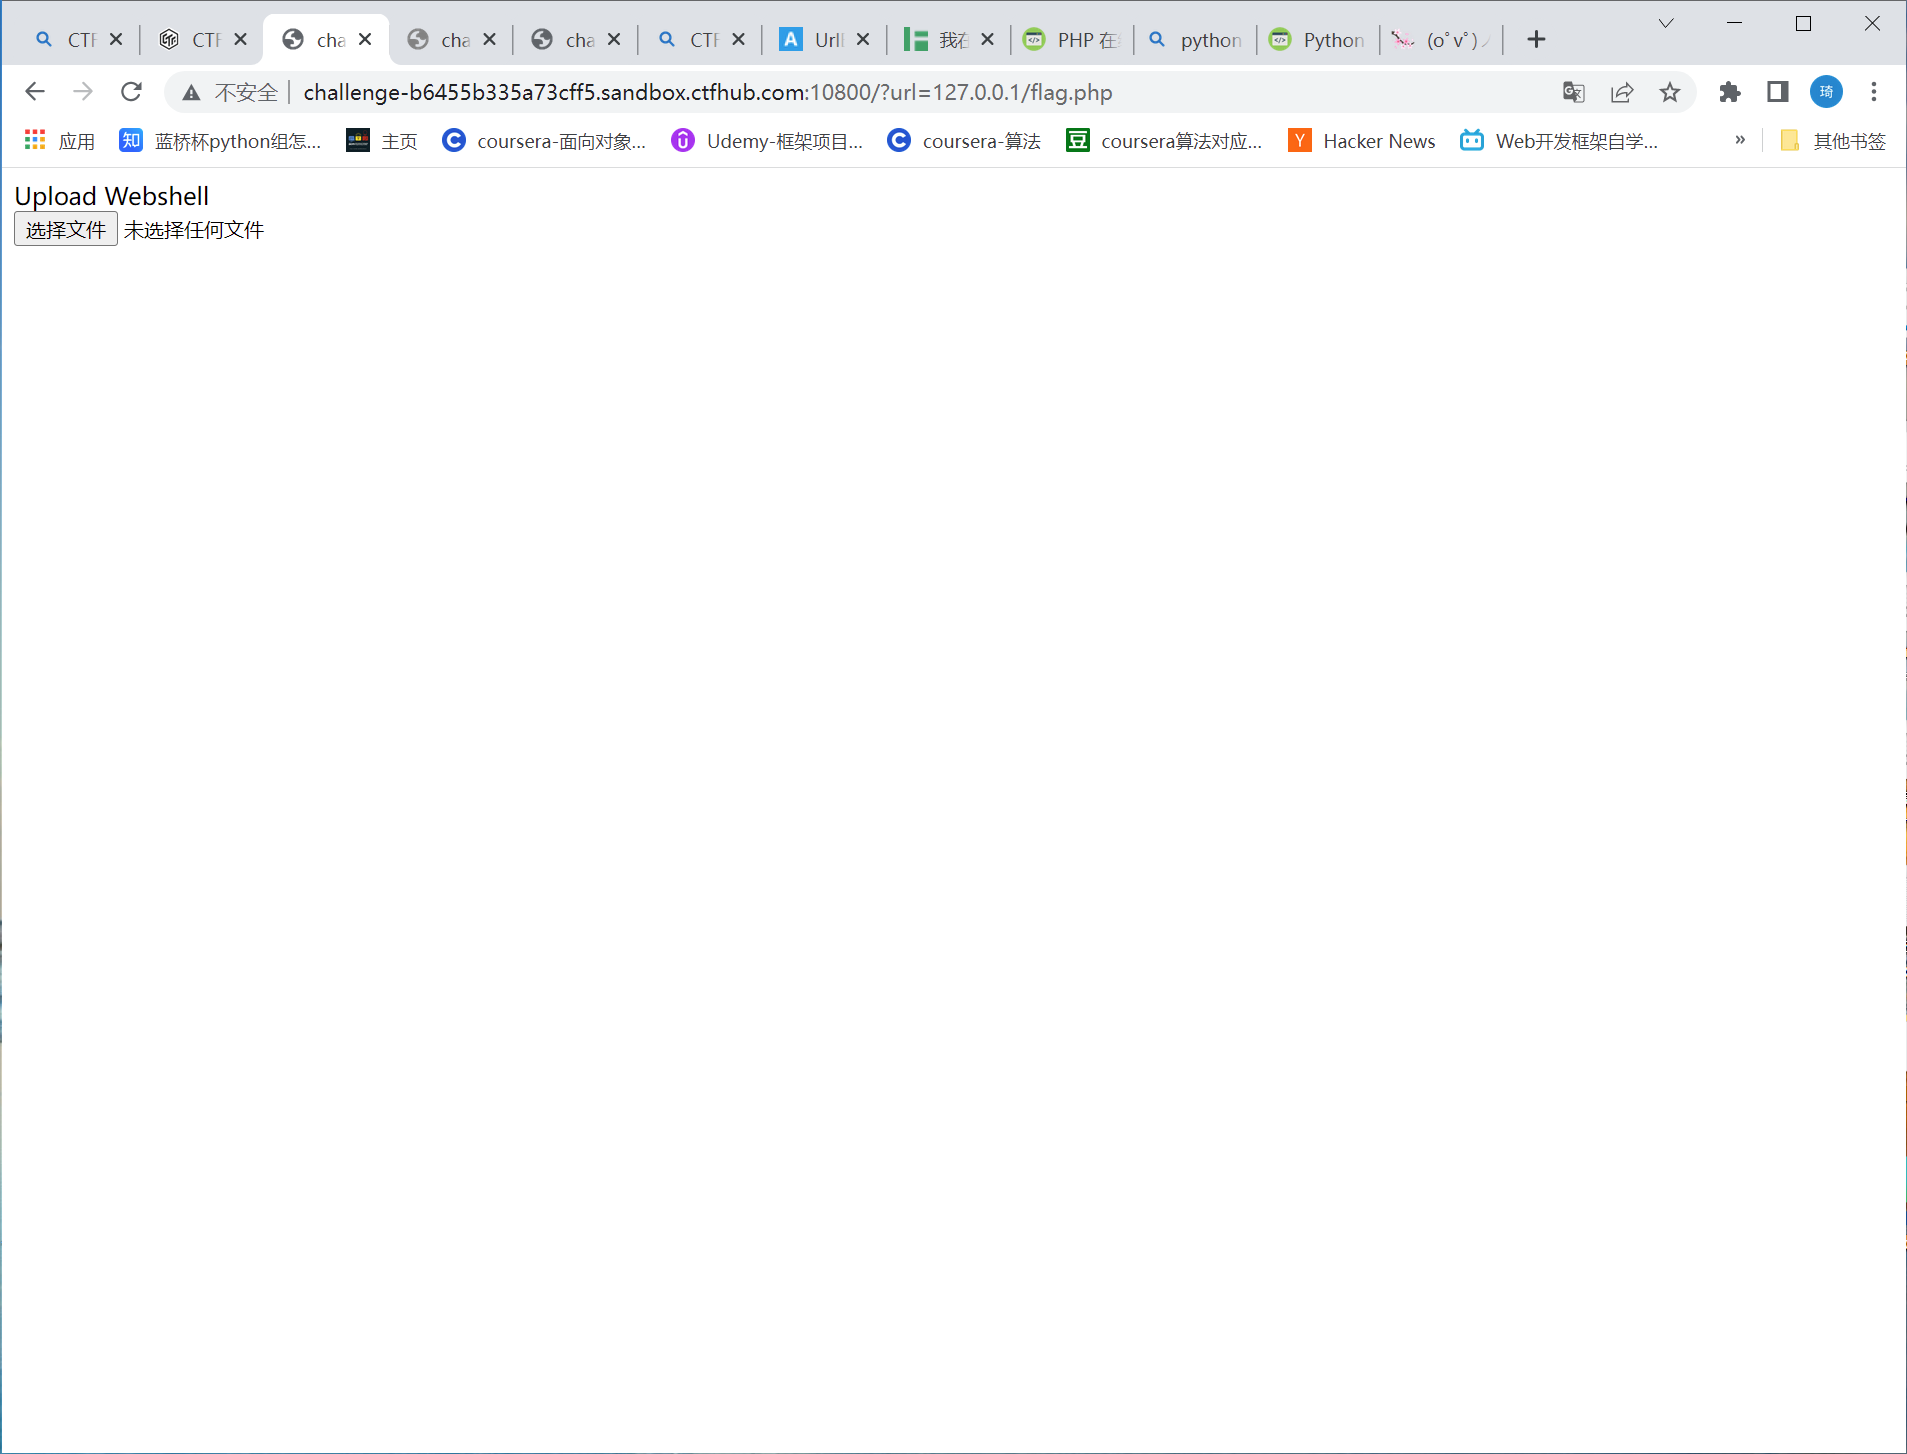 CTF CTF cha cha cha CTF Url 我在 PHP 在 python Python (o゚v゚)ノ
不安全 challenge-b6455b335a73cff5.sandbox.ctfhub.com:10800/?url=127.0.0.1/flag.php 琦
应用 知 蓝桥杯python组怎... 主页 coursera-面向对象... Udemy-框架项目... coursera-算法 豆 coursera算法对应... Y Hacker News Web开发框架自学... » 其他书签
Upload Webshell
选择文件 未选择任何文件